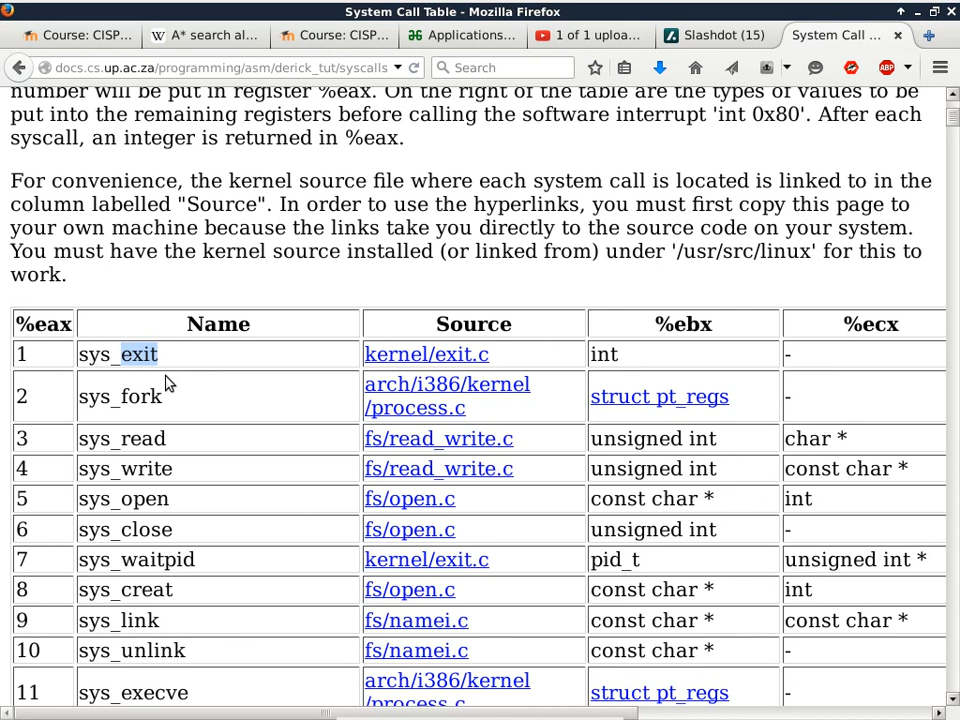 System Call Table - Mozilla Firefox
Course: CISP... A* search al... Course: CISP... Applications... 1 of 1 uploa... Slashdot (15) System Call ...
docs.cs.up.ac.za/programming/asm/derick_tut/syscalls Search ABP
number will be put in register %eax. On the right of the table are the types of values to be
put into the remaining registers before calling the software interrupt 'int 0x80'. After each
syscall, an integer is returned in %eax.
For convenience, the kernel source file where each system call is located is linked to in the
column labelled "Source". In order to use the hyperlinks, you must first copy this page to
your own machine because the links take you directly to the source code on your system.
You must have the kernel source installed (or linked from) under '/usr/src/linux' for this to
work.
%eax Name Source %ebx %ecx
1 sys_exit kernel/exit.c int -
2 sys_fork arch/i386/kernel
/process.c struct pt_regs -
3 sys_read fs/read_write.c unsigned int char *
4 sys_write fs/read_write.c unsigned int const char *
5 sys_open fs/open.c const char * int
6 sys_close fs/open.c unsigned int -
7 sys_waitpid kernel/exit.c pid_t unsigned int *
8 sys_creat fs/open.c const char * int
9 sys_link fs/namei.c const char * const char *
10 sys_unlink fs/namei.c const char * -
11 sys_execve arch/i386/kernel
/process.c struct pt_regs -